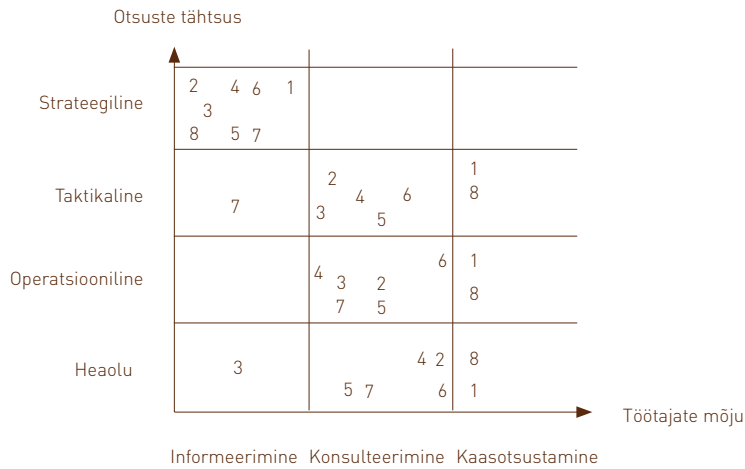 Otsuste tähtsus
2 4 6 1
Strateegiline
3
8 5 7
1
2
8
Taktikaline
4 6
7
3
5
6 1
4
Operatsiooniline
3 2
8
7 5
4 2 8
Heaolu
3
5 7 6 1
Töötajate mõju
Informeerimine Konsulteerimine Kaasotsustamine